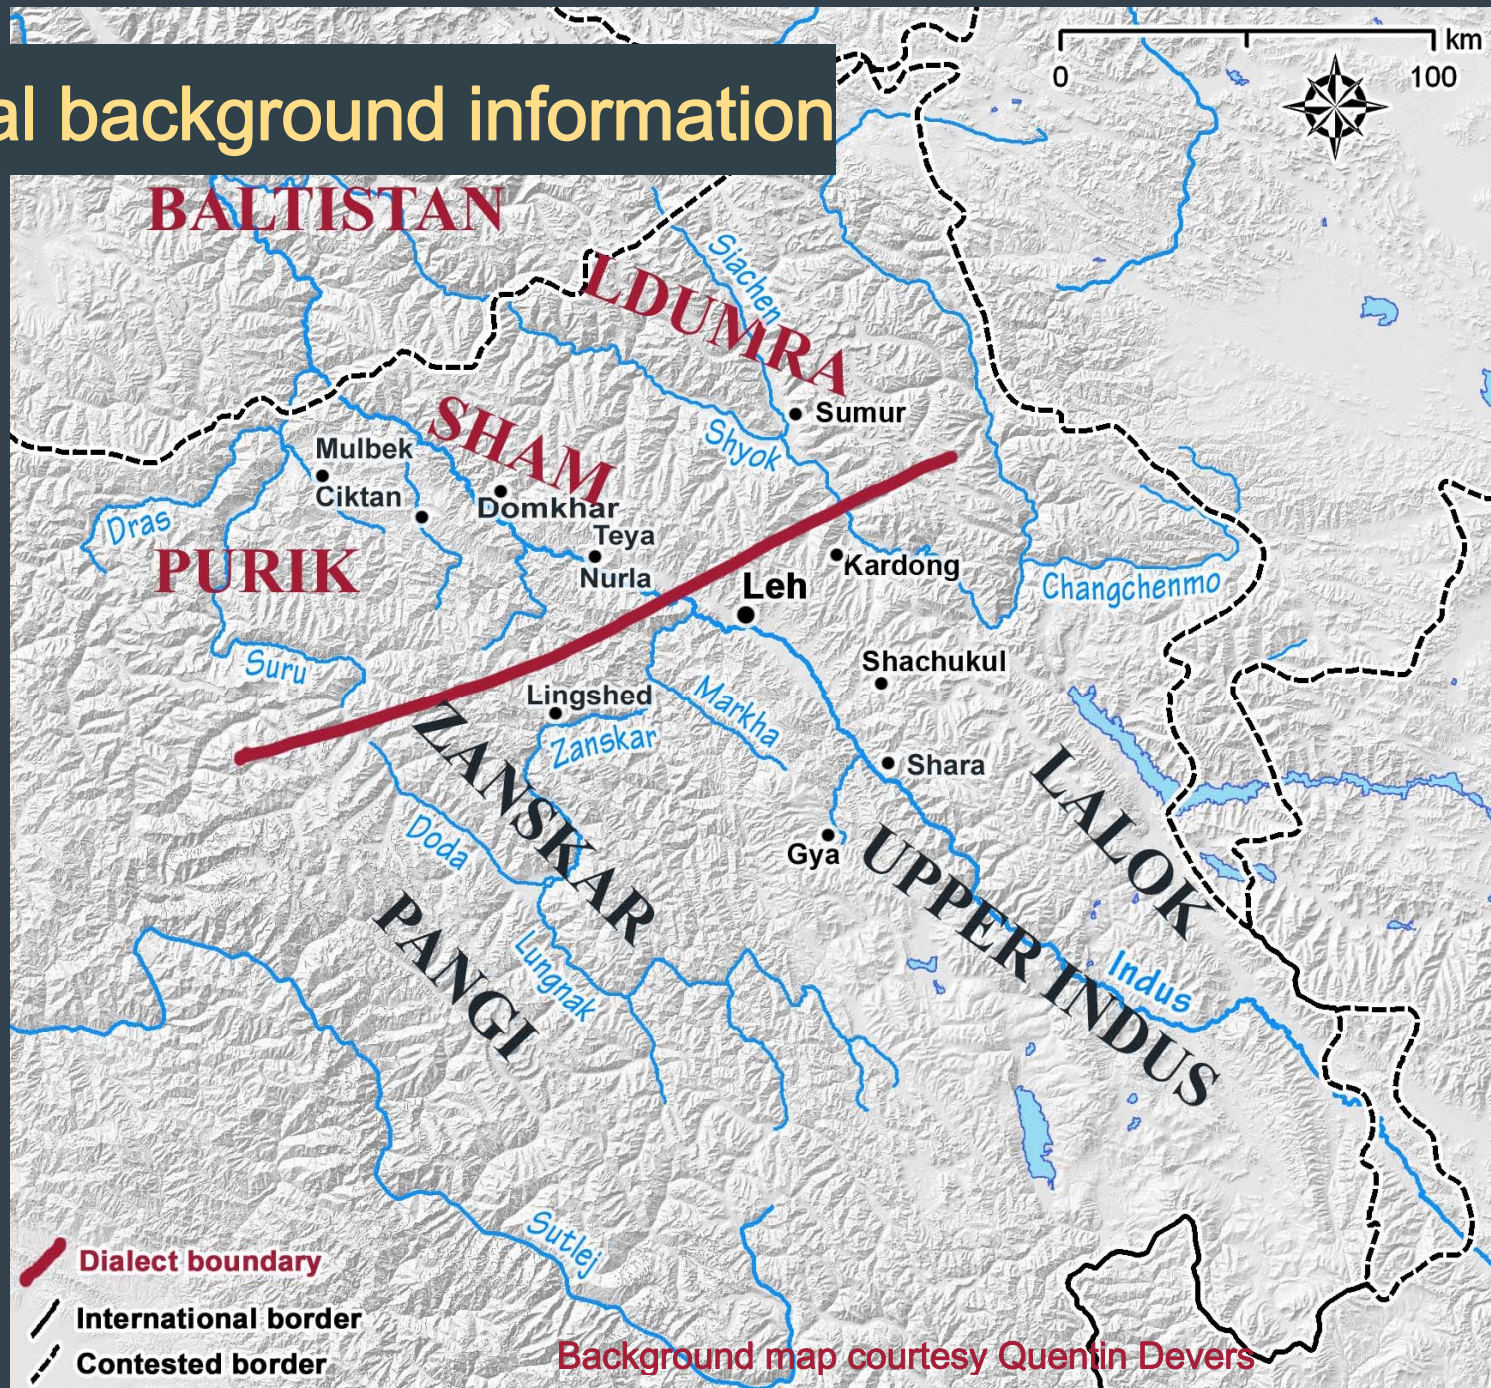 km
0 100
al background information
BALTISTAN
Siachen
LDUMRA
Sumur
SHAM
Shyok
Mulbek
Ciktan
Domkhar
Dras
Teya
PURIK
Nurla
Kardong
Leh
Changchenmo
Suru
Shachukul
Lingshed
Markha
Zanskar
ZANSKAR
Shara
LALOK
Doda
Gya
UPPER INDUS
PANGI
Lungnak
Indus
Sutlej
Dialect boundary
International border
Contested border
Background map courtesy Quentin Devers